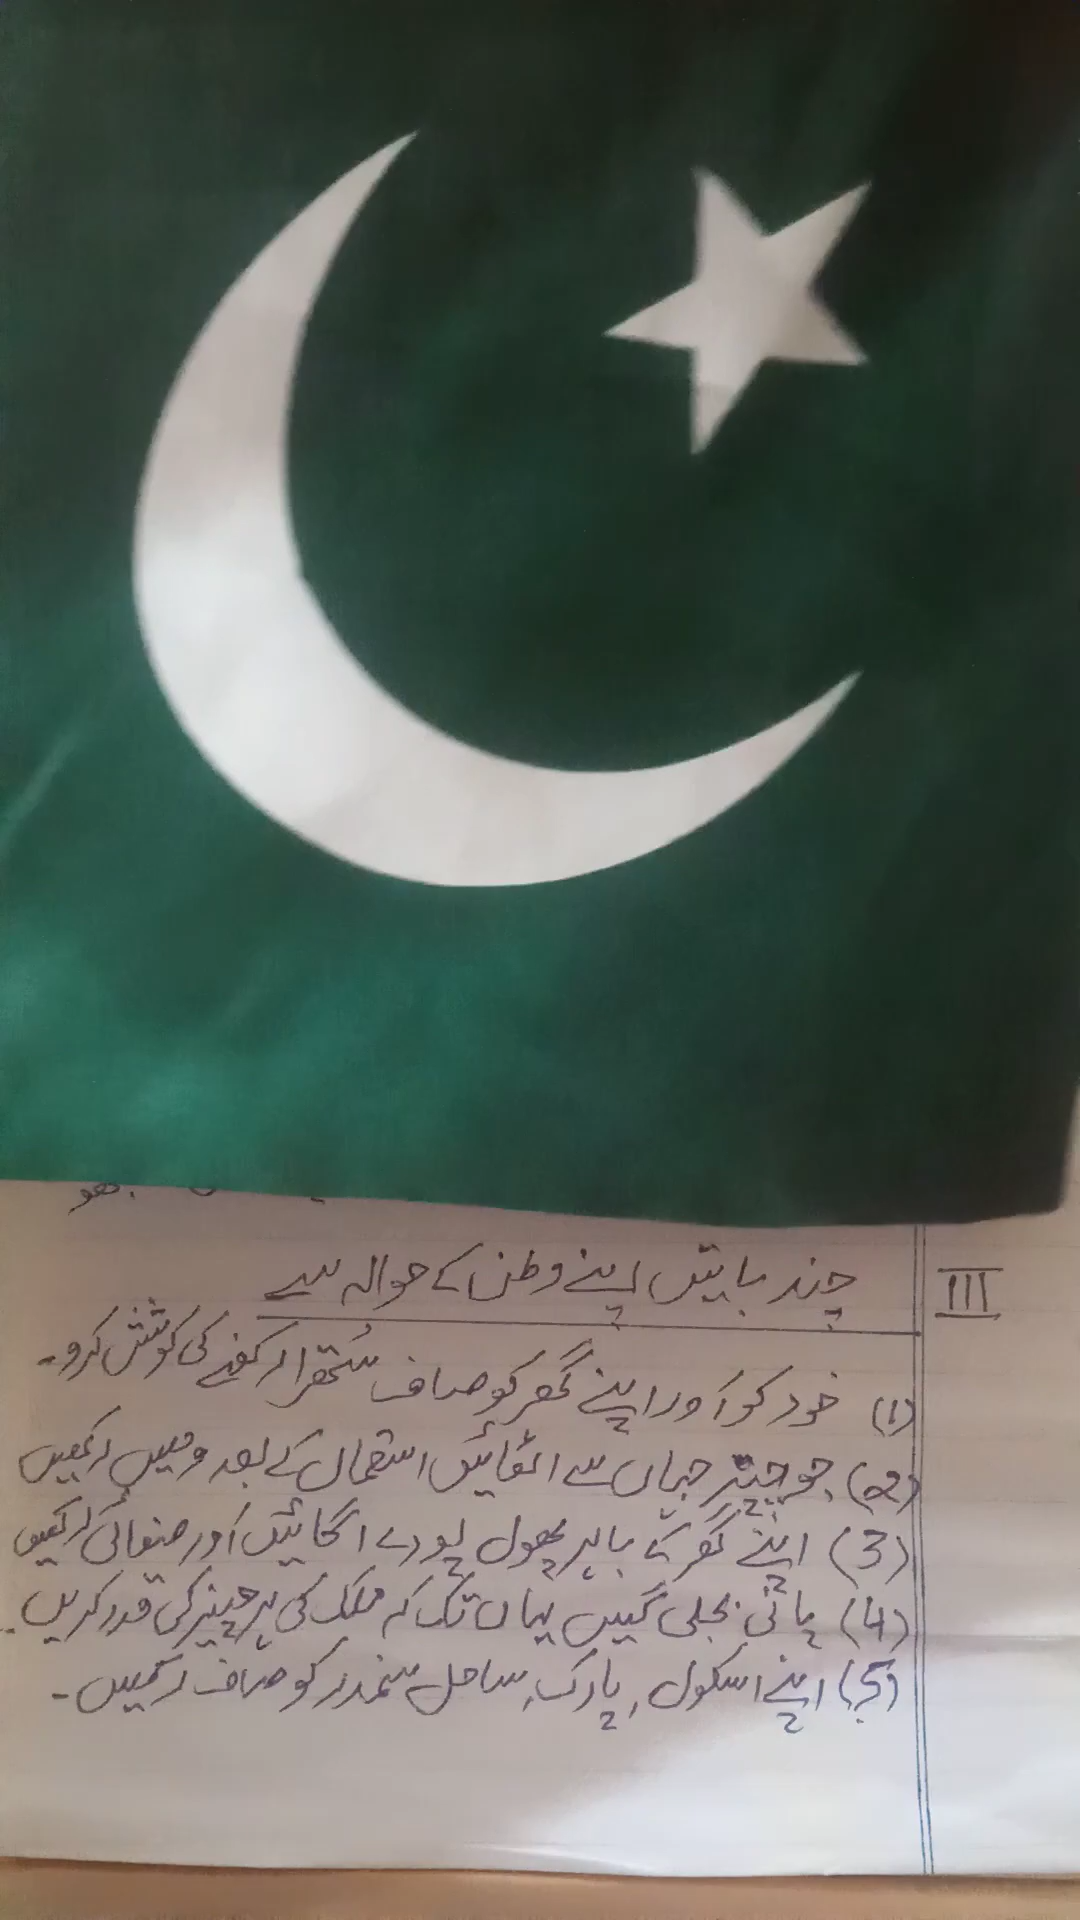 III چند باتیں اپنے وطن کے حوالہ سے
(1) خود کو اور اپنے گھر کو صاف ستھرا رکھنے کی کوشش کرو۔
(2) جو چیز جہاں سے اٹھائیں استعمال کے بعد وہیں رکھیں
(3) اپنے گھر کے باہر پھول پودے اگائیں اور صفائی رکھیں
(4) پانی بجلی گیس یہاں تک کہ ملک کی ہر چیز کی قدر کریں۔
(5) اپنے اسکول، پارک، ساحل سمندر کو صاف رکھیں۔